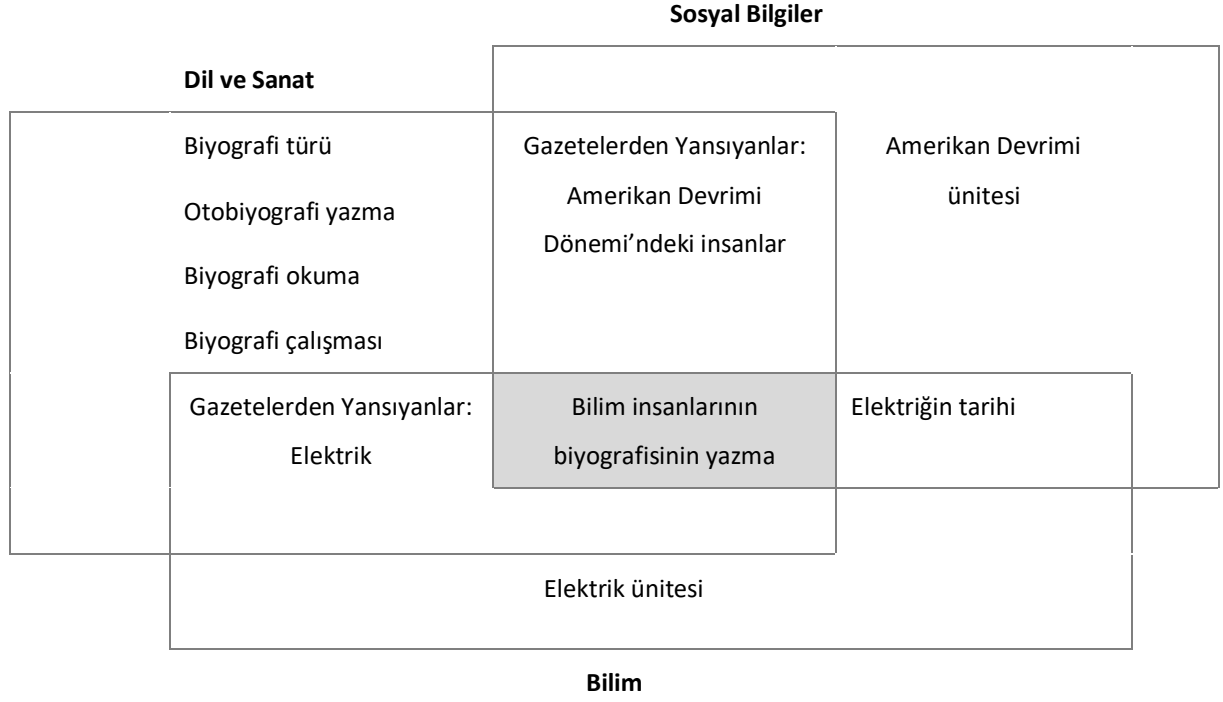 Sosyal Bilgiler
Dil ve Sanat
Biyografi türü
Otobiyografi yazma
Biyografi okuma
Biyografi çalışması
Gazetelerden Yansıyanlar:
Amerikan Devrimi
Dönemi’ndeki insanlar
Amerikan Devrimi
ünitesi
Gazetelerden Yansıyanlar:
Elektrik
Bilim insanlarının
biyografisinin yazma
Elektriğin tarihi
Elektrik ünitesi
Bilim